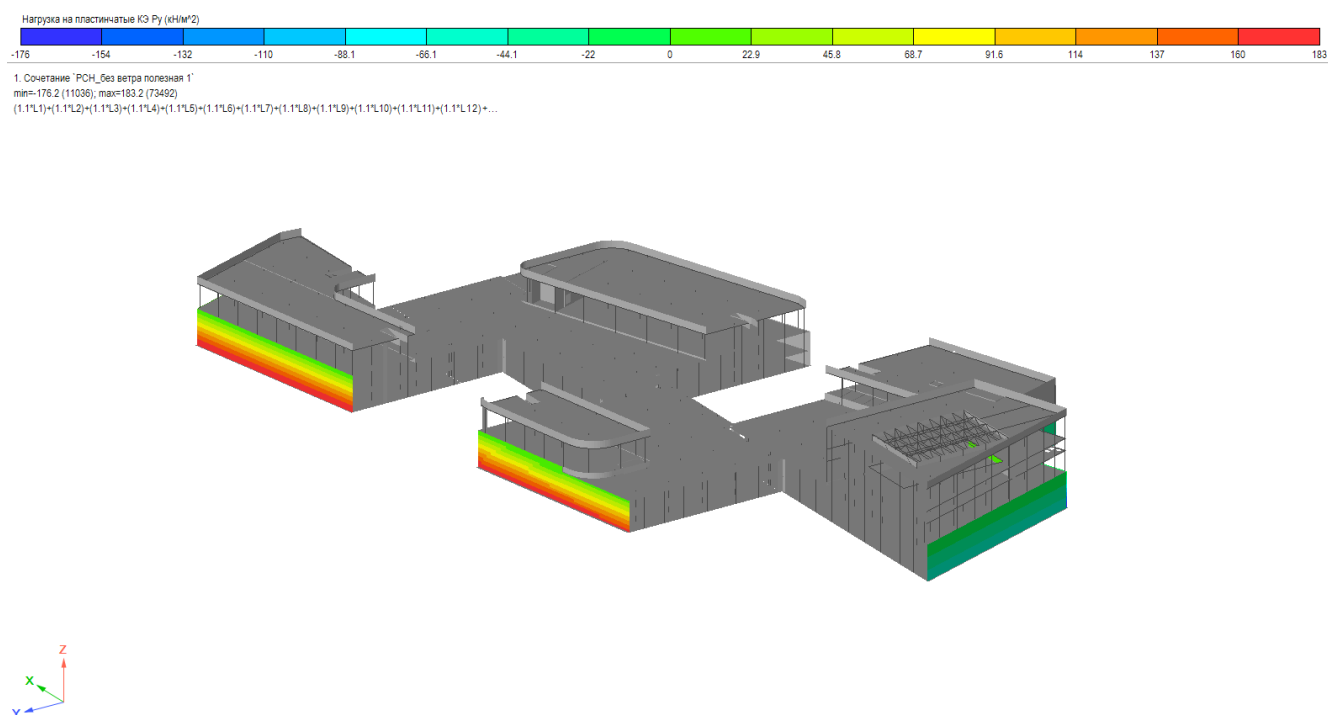 Нагрузка на пластинчатые КЭ Py (кН/м^2)
-176 -154 -132 -110 -88.1 -66.1 -44.1 -22 0 22.9 45.8 68.7 91.6 114 137 160 183
1. Сочетание `РСН_без ветра полезная 1`
min=-176.2 (11036); max=183.2 (73492)
(1.1*L1)+(1.1*L2)+(1.1*L3)+(1.1*L4)+(1.1*L5)+(1.1*L6)+(1.1*L7)+(1.1*L8)+(1.1*L9)+(1.1*L10)+(1.1*L11)+(1.1*L12)+...
Z
X
Y